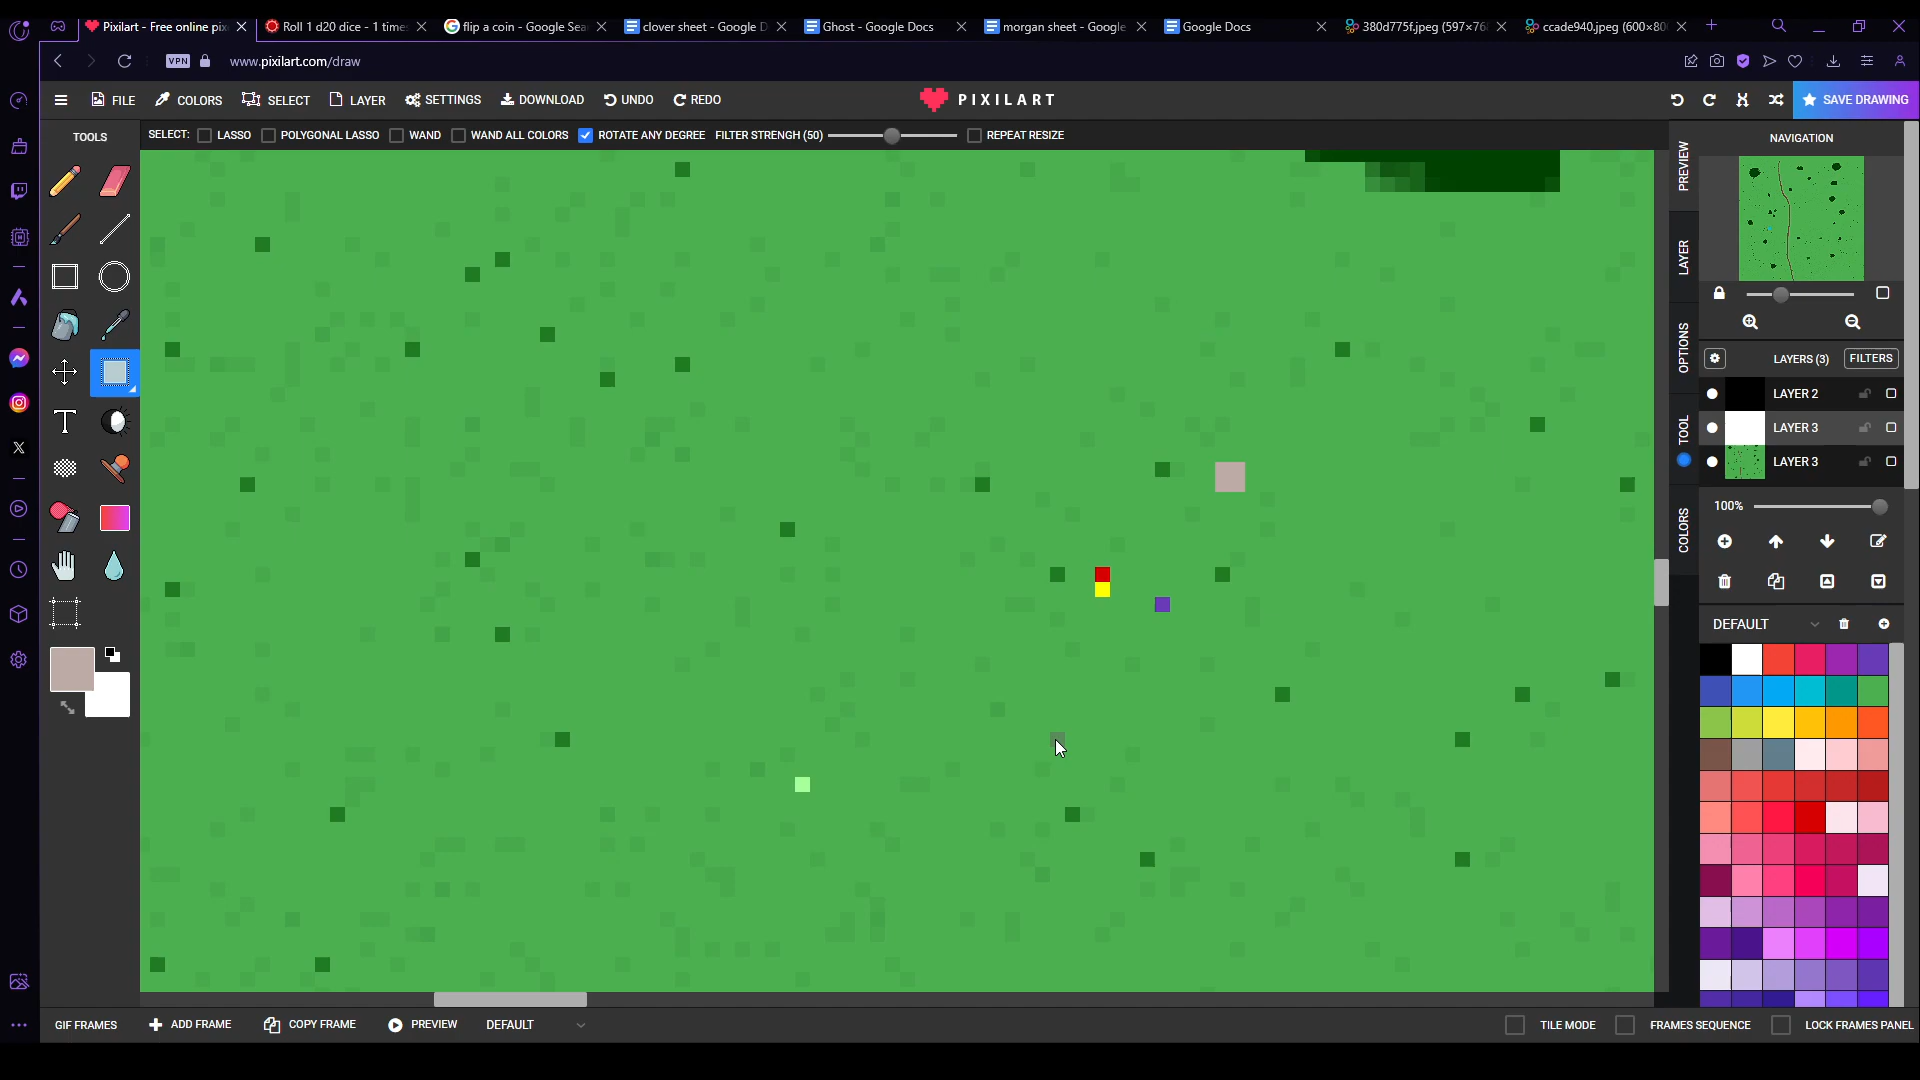 Pixilart - Free online pix
Roll 1 d20 dice - 1 times
flip a coin - Google Sea
clover sheet - Google D
Ghost - Google Docs
morgan sheet - Google
Google Docs
380d775f.jpeg (597×76
ccade940.jpeg (600×80
VPN
www.pixilart.com/draw
FILE
COLORS
SELECT
LAYER
SETTINGS
DOWNLOAD
UNDO
REDO
PIXILART
SAVE DRAWING
TOOLS
SELECT:
LASSO
POLYGONAL LASSO
WAND
WAND ALL COLORS
ROTATE ANY DEGREE
FILTER STRENGH (50)
REPEAT RESIZE
PREVIEW
LAYER
OPTIONS
TOOL
COLORS
NAVIGATION
LAYERS (3)
FILTERS
LAYER 2
LAYER 3
LAYER 3
100%
DEFAULT
GIF FRAMES
ADD FRAME
COPY FRAME
PREVIEW
DEFAULT
TILE MODE
FRAMES SEQUENCE
LOCK FRAMES PANEL